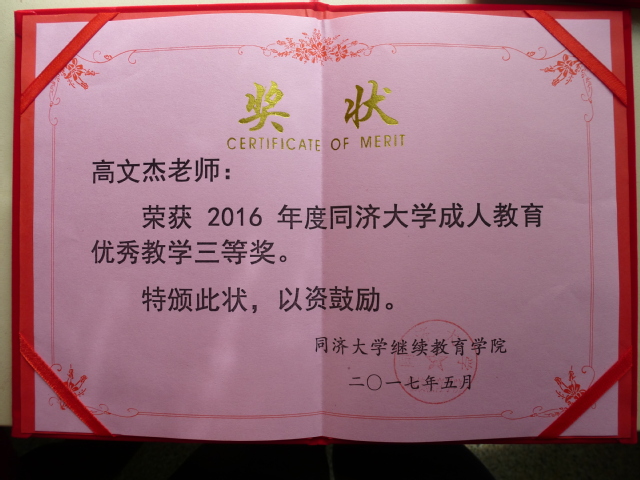 奖 状
CERTIFICATE OF MERIT
高文杰老师：
荣获 2016 年度同济大学成人教育
优秀教学三等奖。
特颁此状，以资鼓励。
同济大学继续教育学院
二〇一七年五月